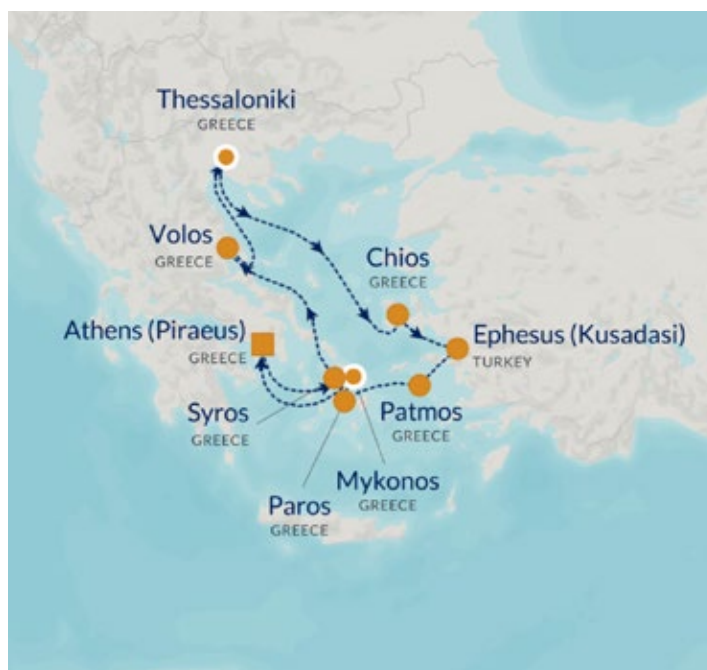 Thessaloniki
GREECE
Volos
GREECE
Chios
GREECE
Athens (Piraeus)
GREECE
Ephesus (Kusadasi)
TURKEY
Syros
GREECE
Patmos
GREECE
Mykonos
GREECE
Paros
GREECE